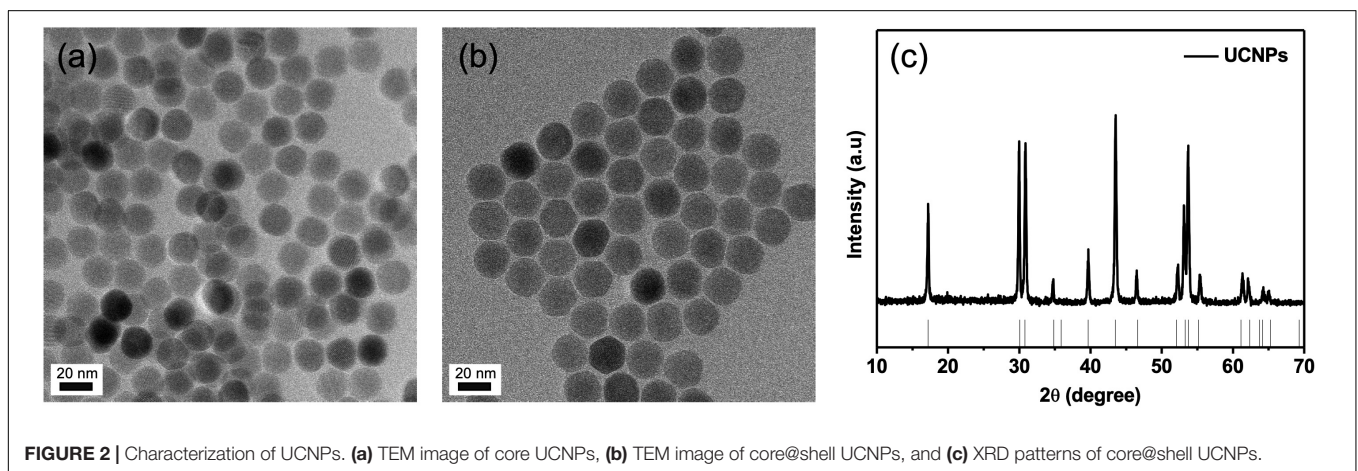 (a)
20 nm
(b)
20 nm
(c)
UCNPs
Intensity (a.u)
10 20 30 40 50 60 70
2θ (degree)
FIGURE 2 | Characterization of UCNPs. (a) TEM image of core UCNPs, (b) TEM image of core@shell UCNPs, and (c) XRD patterns of core@shell UCNPs.